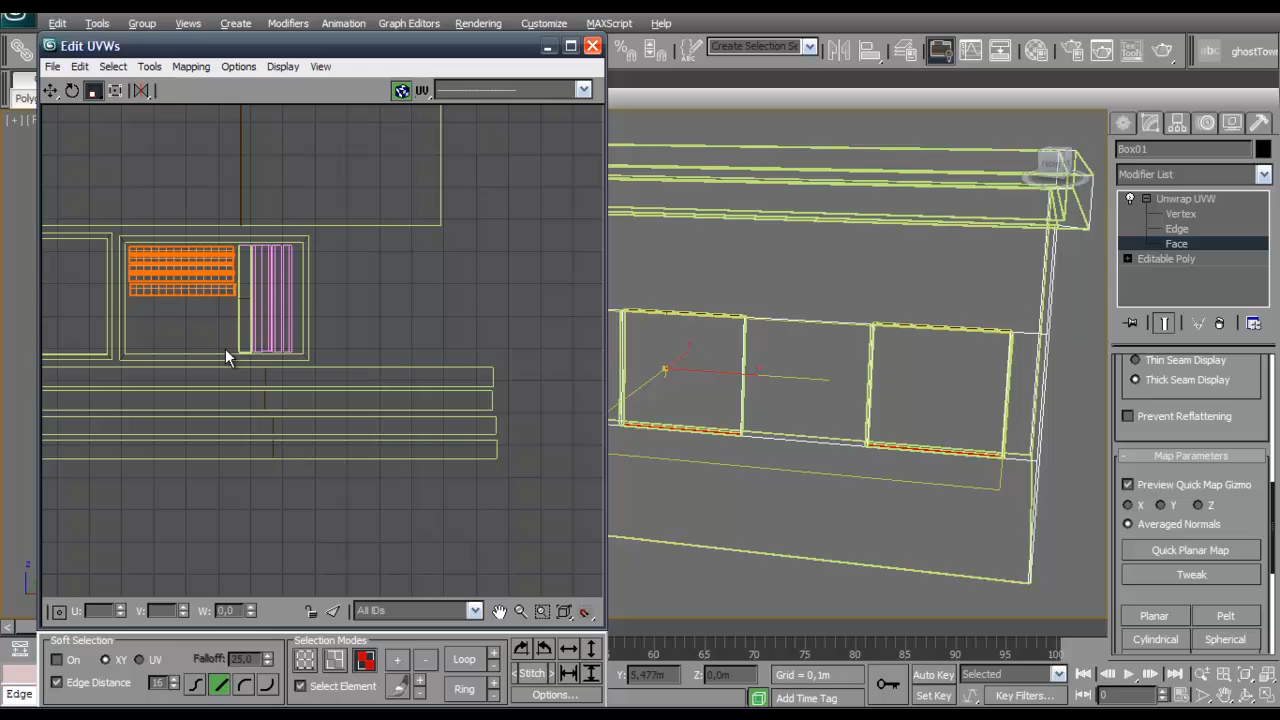 Edit Tools Group Views Create Modifiers Animation Graph Editors Rendering Customize MAXScript Help
Edit UVWs
Create Selection Se
ABC
Tex Tools
abc ghostTow
File Edit Select Tools Mapping Options Display View
UV
Polyg
[ + ] [ F
Box01
Modifier List
Unwrap UVW
Vertex
Edge
Face
Editable Poly
Thin Seam Display
Thick Seam Display
Prevent Reflattening
Map Parameters
Preview Quick Map Gizmo
X Y Z
Averaged Normals
Quick Planar Map
Tweak
Planar Pelt
Cylindrical Spherical
U: V: W: 0,0 All IDs
Soft Selection
On XY UV Falloff: 25,0
Edge Distance 16
Selection Modes
+ - Loop
Ring
Select Element
Stitch
Options...
60 65 70 75 80 85 90 95 100
Y: 5,477m Z: 0,0m Grid = 0,1m
Add Time Tag
Auto Key Selected
Set Key Key Filters... 0
Edge